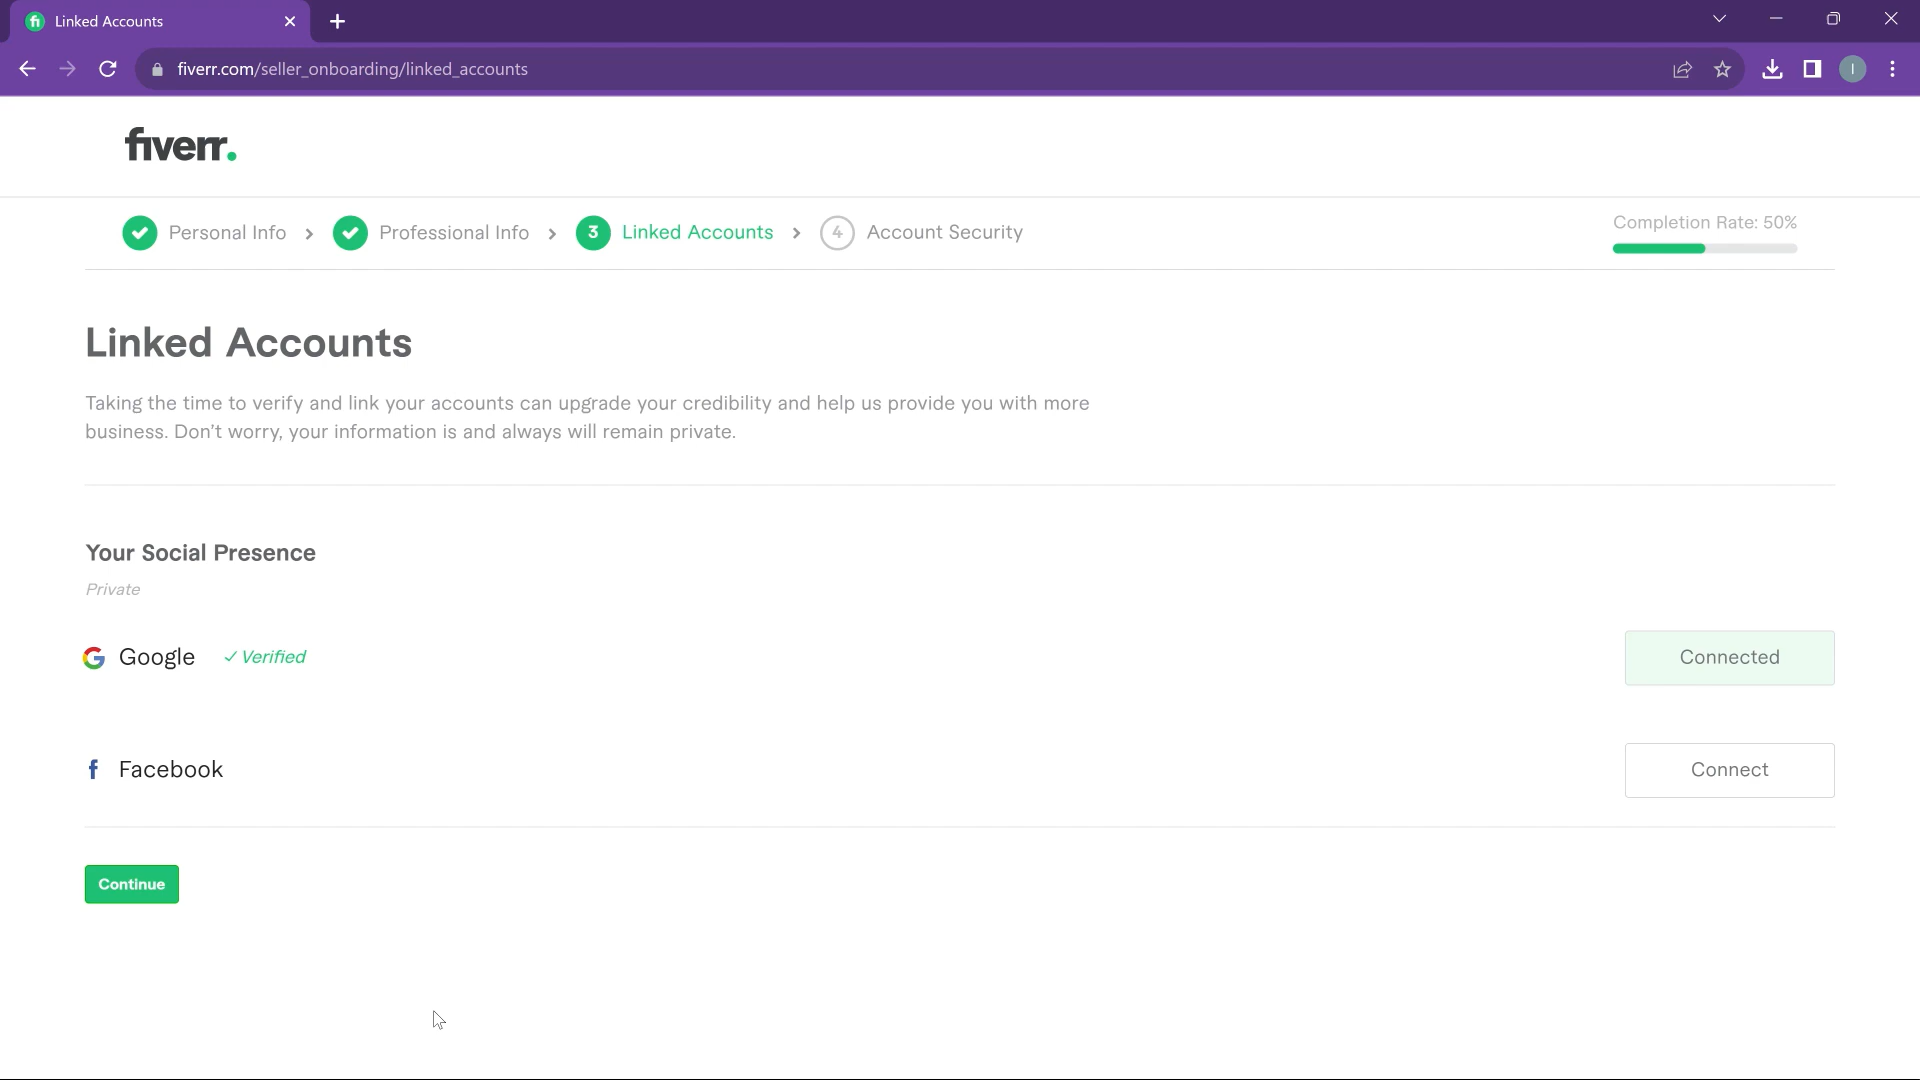 Linked Accounts
fiverr.com/seller_onboarding/linked_accounts
I
fiverr.
Personal Info
Professional Info
3 Linked Accounts
4 Account Security
Completion Rate: 50%
Linked Accounts
Taking the time to verify and link your accounts can upgrade your credibility and help us provide you with more
business. Don't worry, your information is and always will remain private.
Your Social Presence
Private
Google ✓ Verified
Connected
Facebook
Connect
Continue